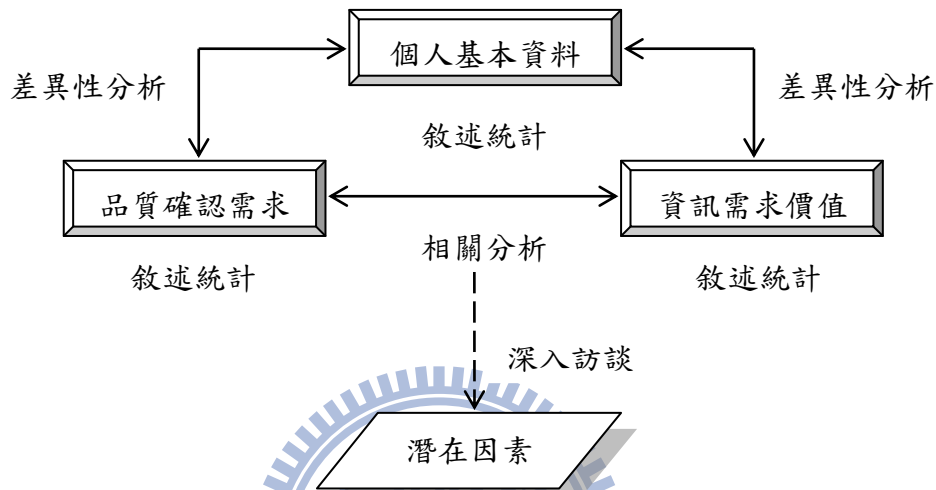 個人基本資料
差異性分析
差異性分析
敘述統計
品質確認需求
資訊需求價值
相關分析
敘述統計
敘述統計
深入訪談
潛在因素